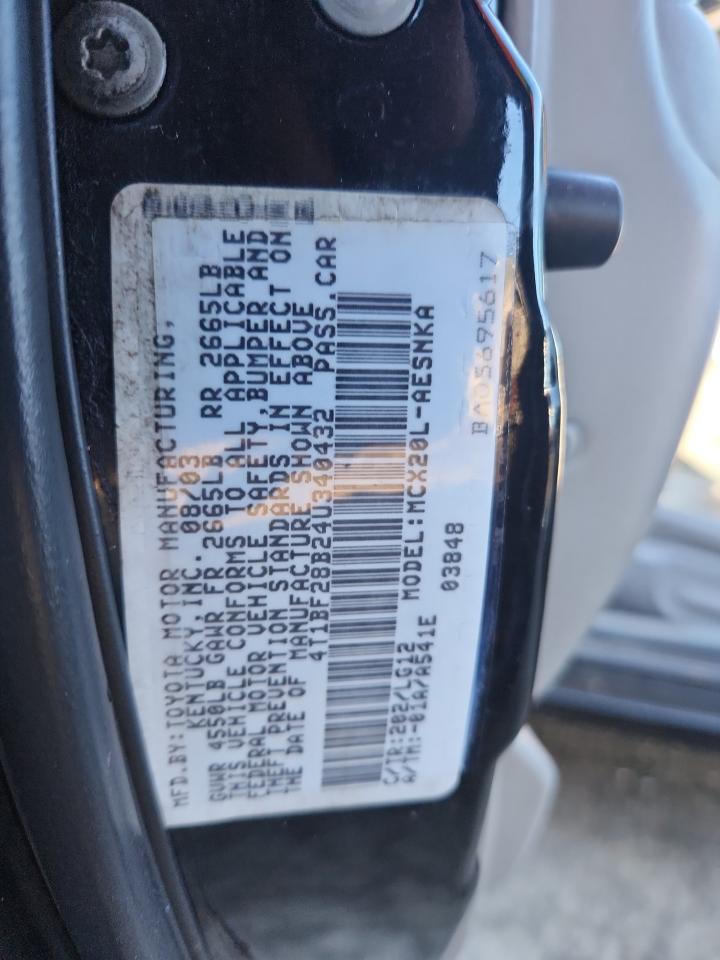 MFD.BY:TOYOTA MOTOR MANUFACTURING,
KENTUCKY,INC. 08/03
GVWR 4550LB GAWR FR 2665LB RR 2665LB
THIS VEHICLE CONFORMS TO ALL APPLICABLE
FEDERAL MOTOR VEHICLE SAFETY,BUMPER AND
THEFT PREVENTION STANDARDS IN EFFECT ON
THE DATE OF MANUFACTURE SHOWN ABOVE
4T1BF28B24U340432 PASS.CAR
C/TR:202/LG12 MODEL:MCX20L-AESNKA
A/TM:-01A/A541E
03848
BA05695617